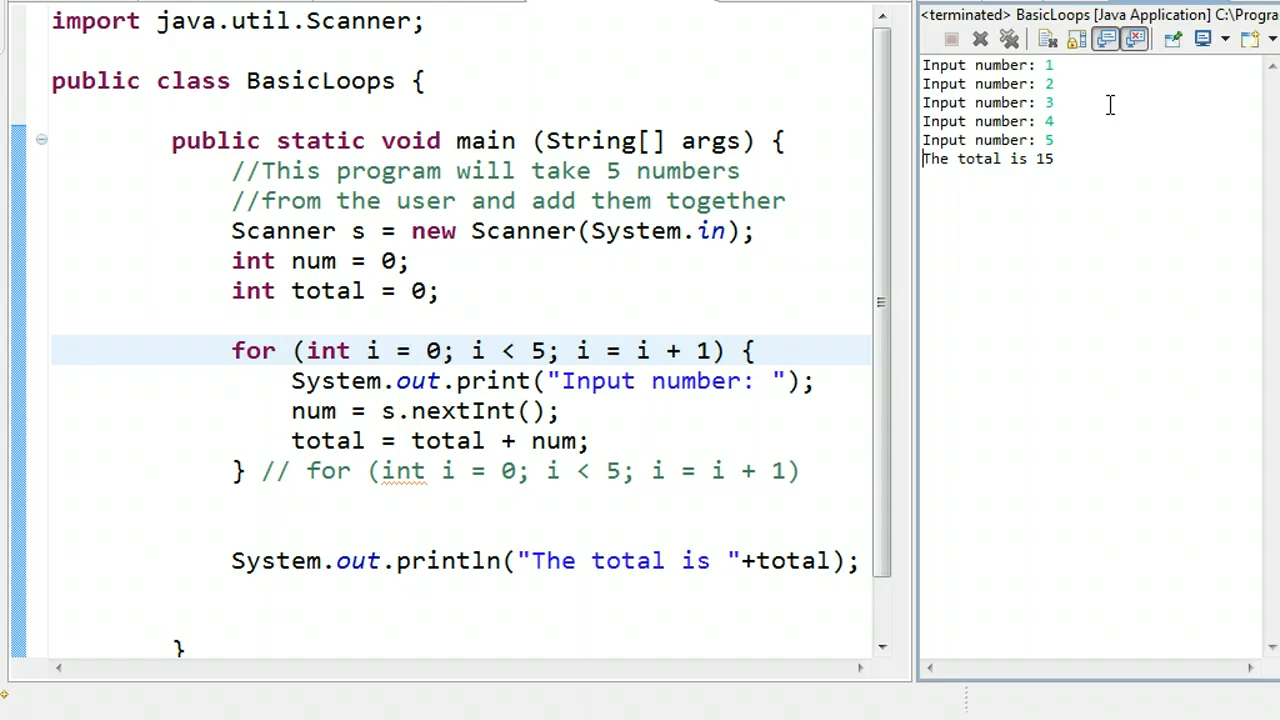 import java.util.Scanner;
public class BasicLoops {
public static void main (String[] args) {
//This program will take 5 numbers
//from the user and add them together
Scanner s = new Scanner(System.in);
int num = 0;
int total = 0;
for (int i = 0; i < 5; i = i + 1) {
System.out.print("Input number: ");
num = s.nextInt();
total = total + num;
} // for (int i = 0; i < 5; i = i + 1)
System.out.println("The total is "+total);
}
<terminated> BasicLoops [Java Application] C:\Progra
Input number: 1
Input number: 2
Input number: 3
Input number: 4
Input number: 5
The total is 15